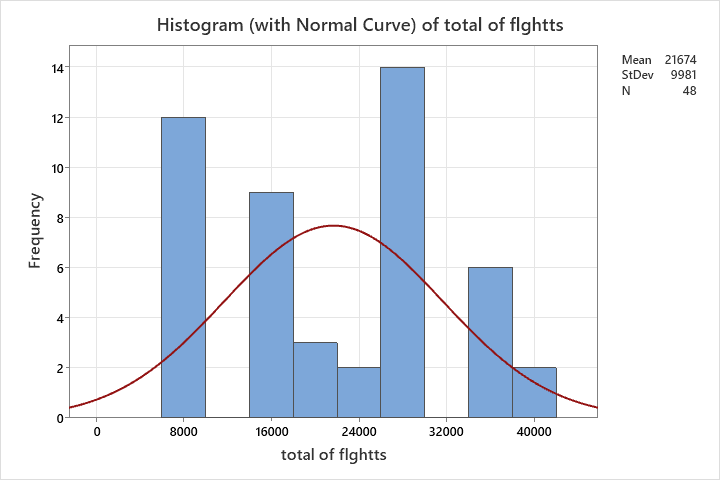 Histogram (with Normal Curve) of total of flghtts
Mean 21674
StDev 9981
N 48
14
12
10
8
6
4
2
0
Frequency
0 8000 16000 24000 32000 40000
total of flghtts